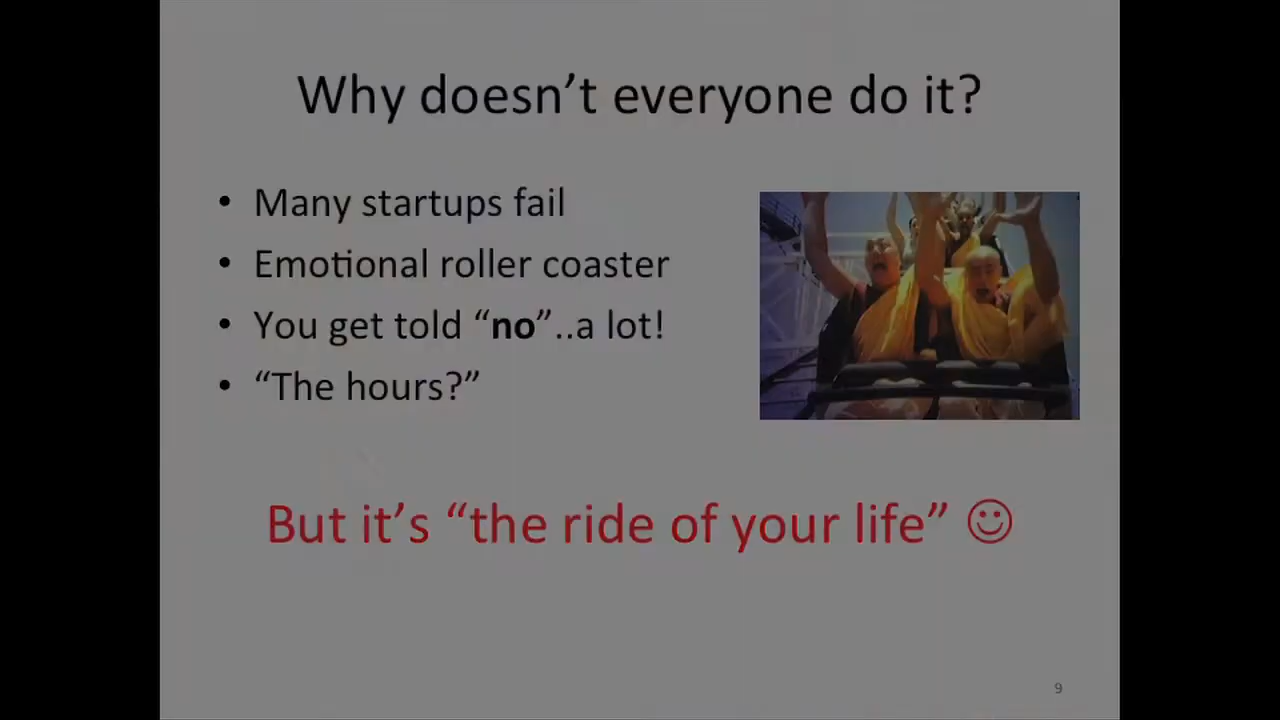 Why doesn’t everyone do it?
• Many startups fail
• Emotional roller coaster
• You get told “no”..a lot!
• “The hours?”
But it’s “the ride of your life” ☺
9